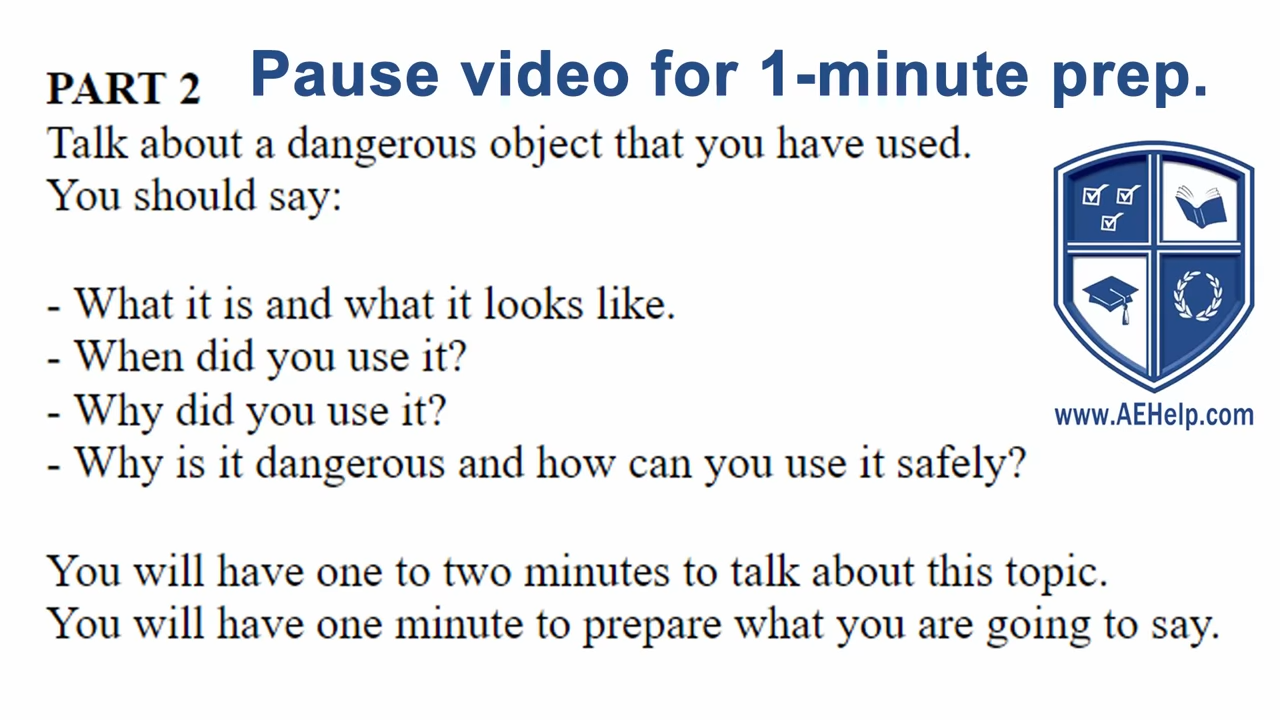 Pause video for 1-minute prep.
PART 2
Talk about a dangerous object that you have used.
You should say:
- What it is and what it looks like.
- When did you use it?
- Why did you use it?
- Why is it dangerous and how can you use it safely?
You will have one to two minutes to talk about this topic.
You will have one minute to prepare what you are going to say.
www.AEHelp.com